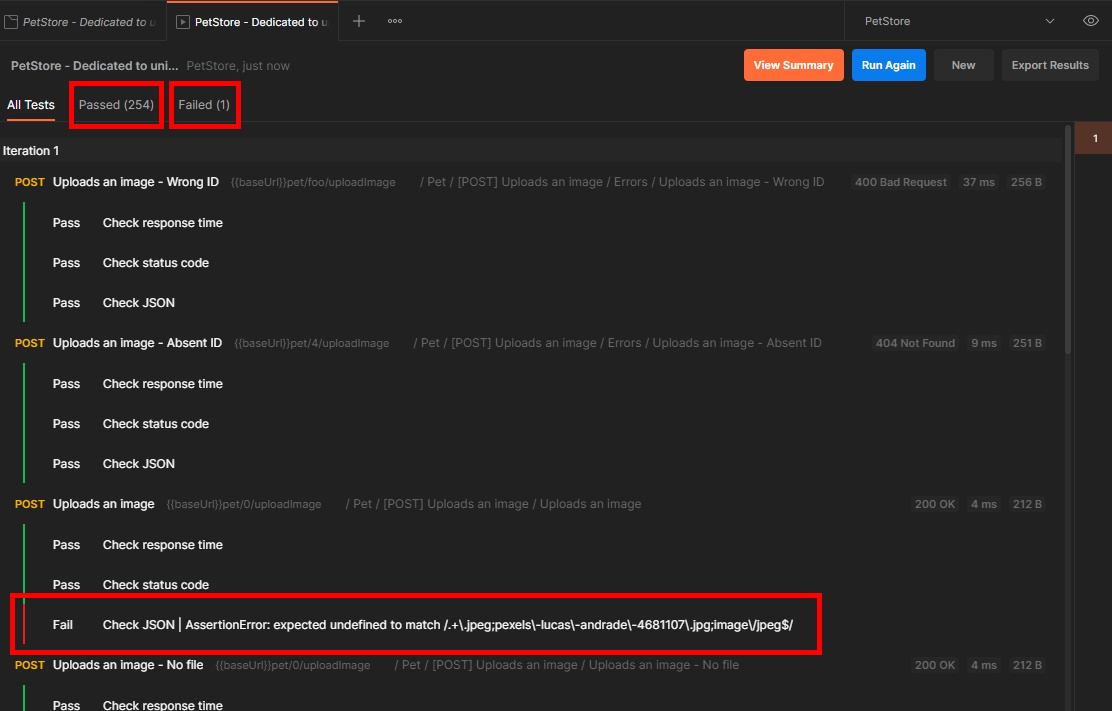 PetStore - Dedicated to u
PetStore - Dedicated to u
PetStore
PetStore - Dedicated to uni... PetStore, just now
View Summary Run Again New Export Results
All Tests Passed (254) Failed (1)
1
Iteration 1
POST Uploads an image - Wrong ID {{baseUrl}}pet/foo/uploadImage / Pet / [POST] Uploads an image / Errors / Uploads an image - Wrong ID 400 Bad Request 37 ms 256 B
Pass Check response time
Pass Check status code
Pass Check JSON
POST Uploads an image - Absent ID {{baseUrl}}pet/4/uploadImage / Pet / [POST] Uploads an image / Errors / Uploads an image - Absent ID 404 Not Found 9 ms 251 B
Pass Check response time
Pass Check status code
Pass Check JSON
POST Uploads an image {{baseUrl}}pet/0/uploadImage / Pet / [POST] Uploads an image / Uploads an image 200 OK 4 ms 212 B
Pass Check response time
Pass Check status code
Fail Check JSON | AssertionError: expected undefined to match /.+\.jpeg;pexels\-lucas\-andrade\-4681107\.jpg;image\/jpeg$/
POST Uploads an image - No file {{baseUrl}}pet/0/uploadImage / Pet / [POST] Uploads an image / Uploads an image - No file 200 OK 4 ms 212 B
Pass Check response time